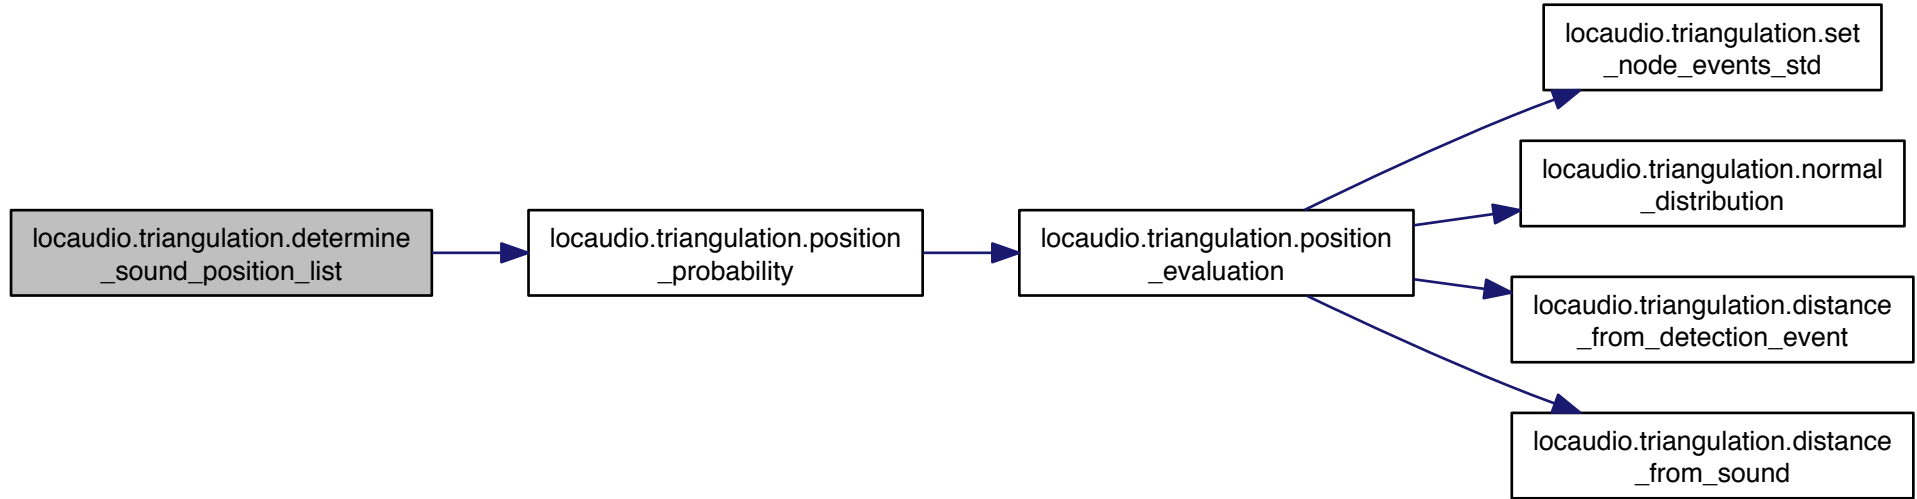 locaudio.triangulation.determine
_sound_position_list
locaudio.triangulation.position
_probability
locaudio.triangulation.position
_evaluation
locaudio.triangulation.set
_node_events_std
locaudio.triangulation.normal
_distribution
locaudio.triangulation.distance
_from_detection_event
locaudio.triangulation.distance
_from_sound